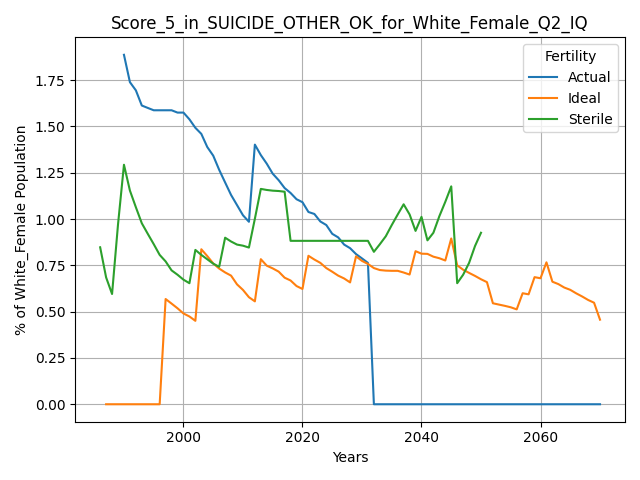 Score_5_in_SUICIDE_OTHER_OK_for_White_Female_Q2_IQ
% of White_Female Population
1.75
1.50
1.25
1.00
0.75
0.50
0.25
0.00
Fertility
Actual
Ideal
Sterile
2000 2020 2040 2060
Years